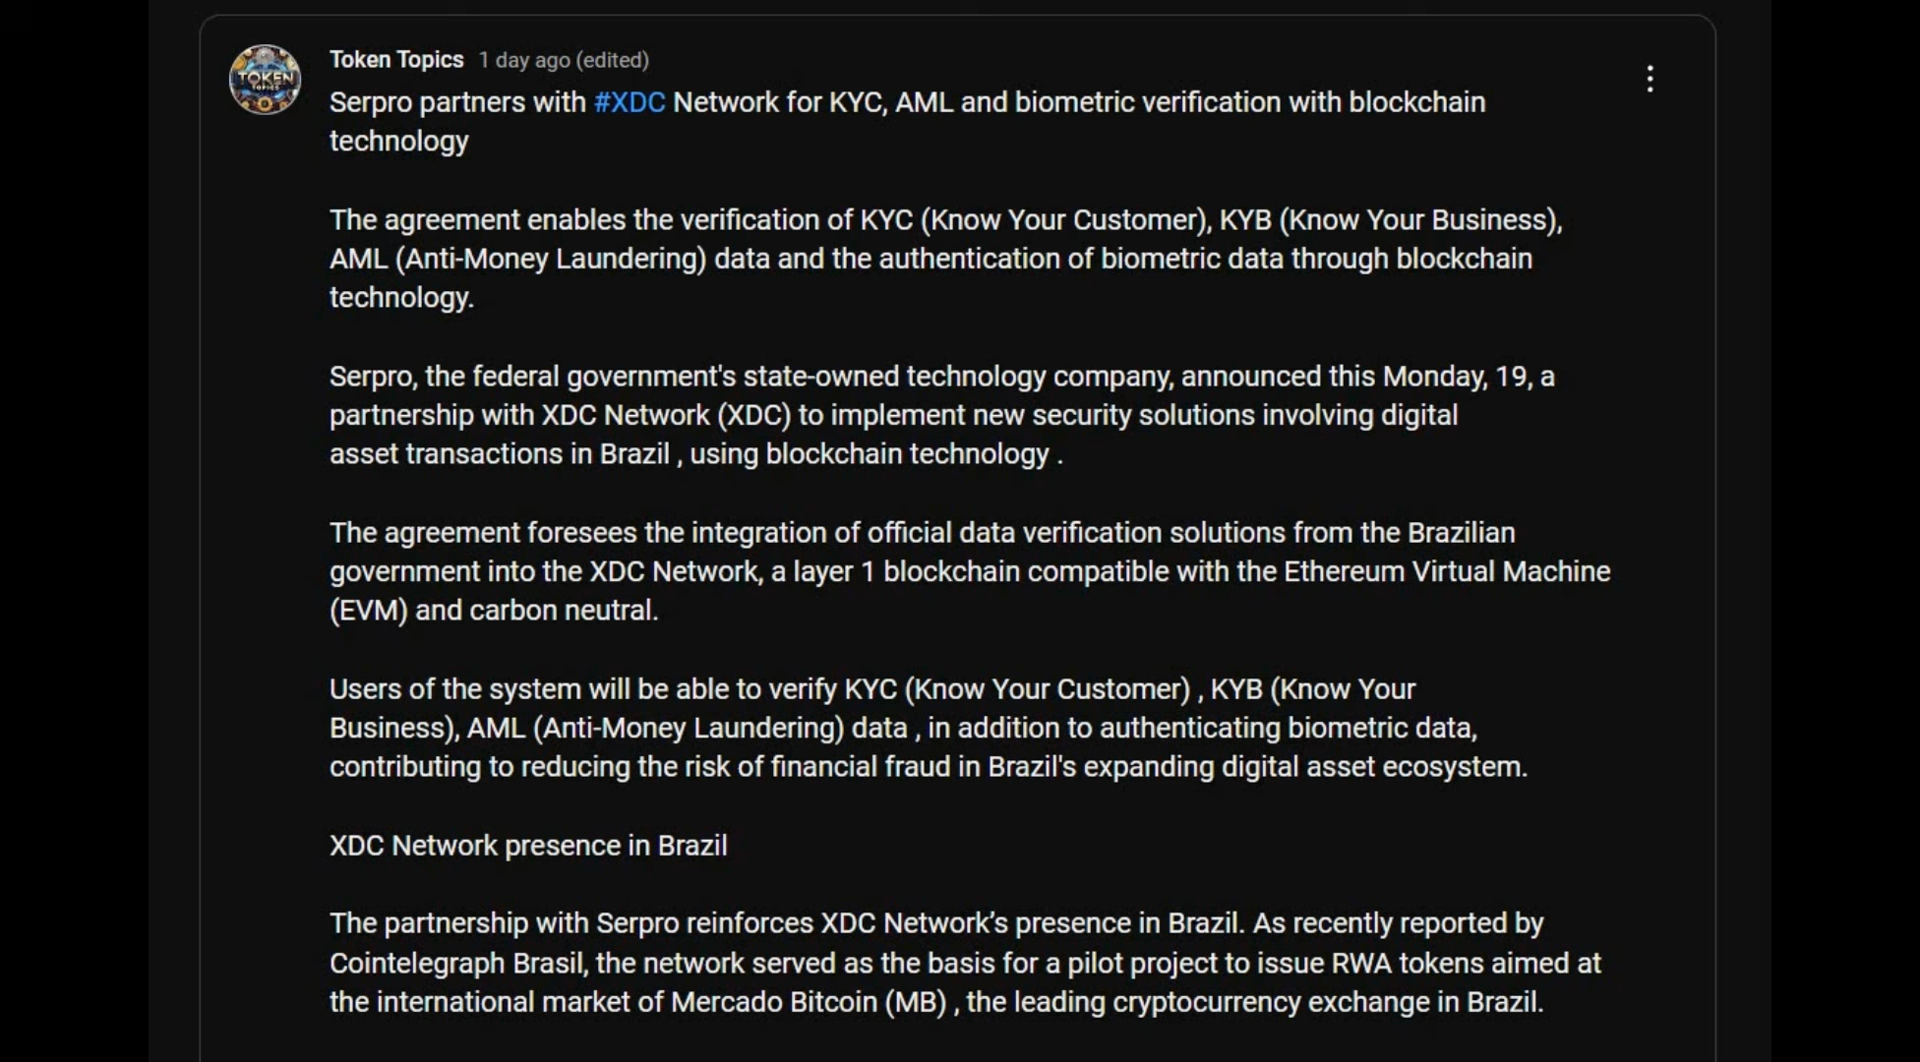 Token Topics 1 day ago (edited)
Serpro partners with #XDC Network for KYC, AML and biometric verification with blockchain
technology
The agreement enables the verification of KYC (Know Your Customer), KYB (Know Your Business),
AML (Anti-Money Laundering) data and the authentication of biometric data through blockchain
technology.
Serpro, the federal government's state-owned technology company, announced this Monday, 19, a
partnership with XDC Network (XDC) to implement new security solutions involving digital
asset transactions in Brazil , using blockchain technology .
The agreement foresees the integration of official data verification solutions from the Brazilian
government into the XDC Network, a layer 1 blockchain compatible with the Ethereum Virtual Machine
(EVM) and carbon neutral.
Users of the system will be able to verify KYC (Know Your Customer) , KYB (Know Your
Business), AML (Anti-Money Laundering) data , in addition to authenticating biometric data,
contributing to reducing the risk of financial fraud in Brazil's expanding digital asset ecosystem.
XDC Network presence in Brazil
The partnership with Serpro reinforces XDC Network’s presence in Brazil. As recently reported by
Cointelegraph Brasil, the network served as the basis for a pilot project to issue RWA tokens aimed at
the international market of Mercado Bitcoin (MB) , the leading cryptocurrency exchange in Brazil.
TOKEN
TOPICS